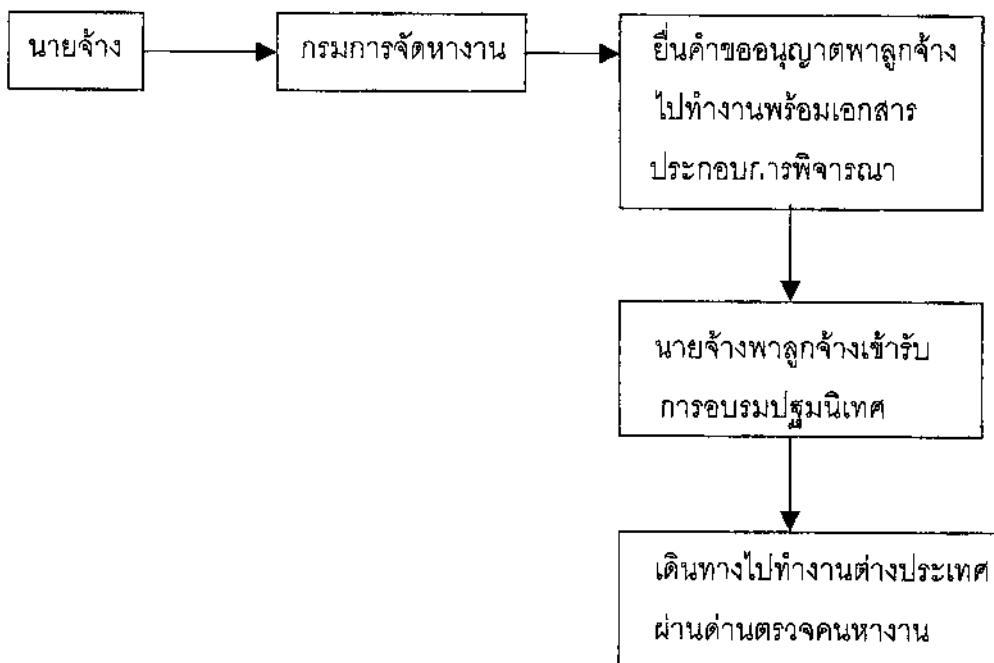 นายจ้าง
กรมการจัดหางาน
ยื่นคำขออนุญาตพาลูกจ้าง
ไปทำงานพร้อมเอกสาร
ประกอบการพิจารณา
นายจ้างพาลูกจ้างเข้ารับ
การอบรมปฐมนิเทศ
เดินทางไปทำงานต่างประเทศ
ผ่านด่านตรวจคนหางาน